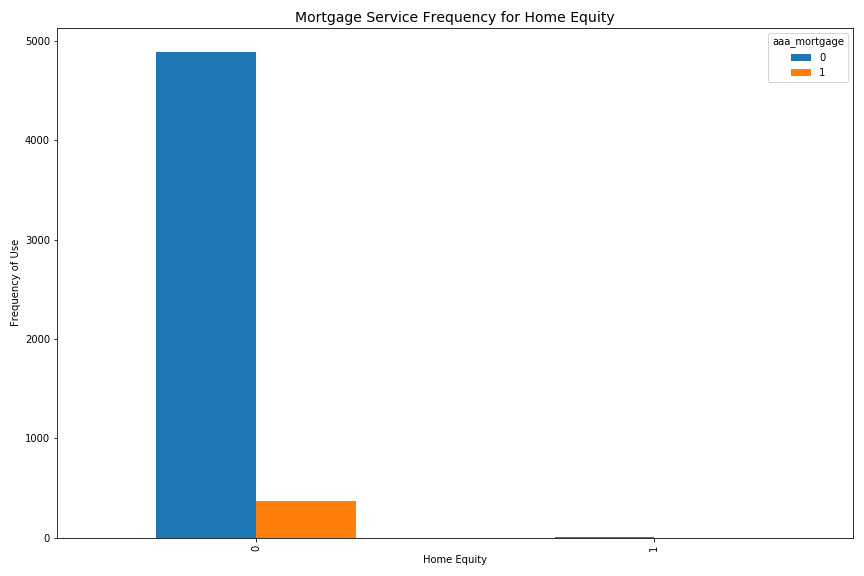 Mortgage Service Frequency for Home Equity
aaa_mortgage
0
1
5000
4000
3000
2000
1000
0
Frequency of Use
0
1
Home Equity